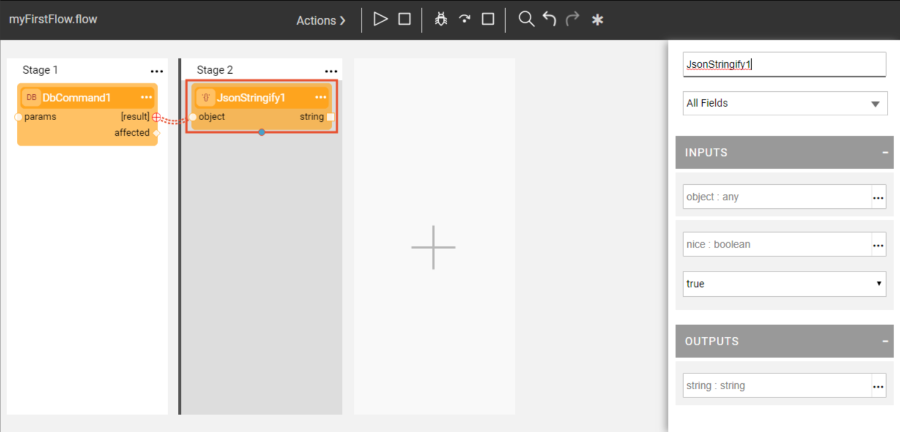 myFirstFlow.flow
Actions
Stage 1
Stage 2
DB DbCommand1
params [result]
affected
JsonStringify1
object string
JsonStringify1
All Fields
INPUTS
object : any
nice : boolean
true
OUTPUTS
string : string